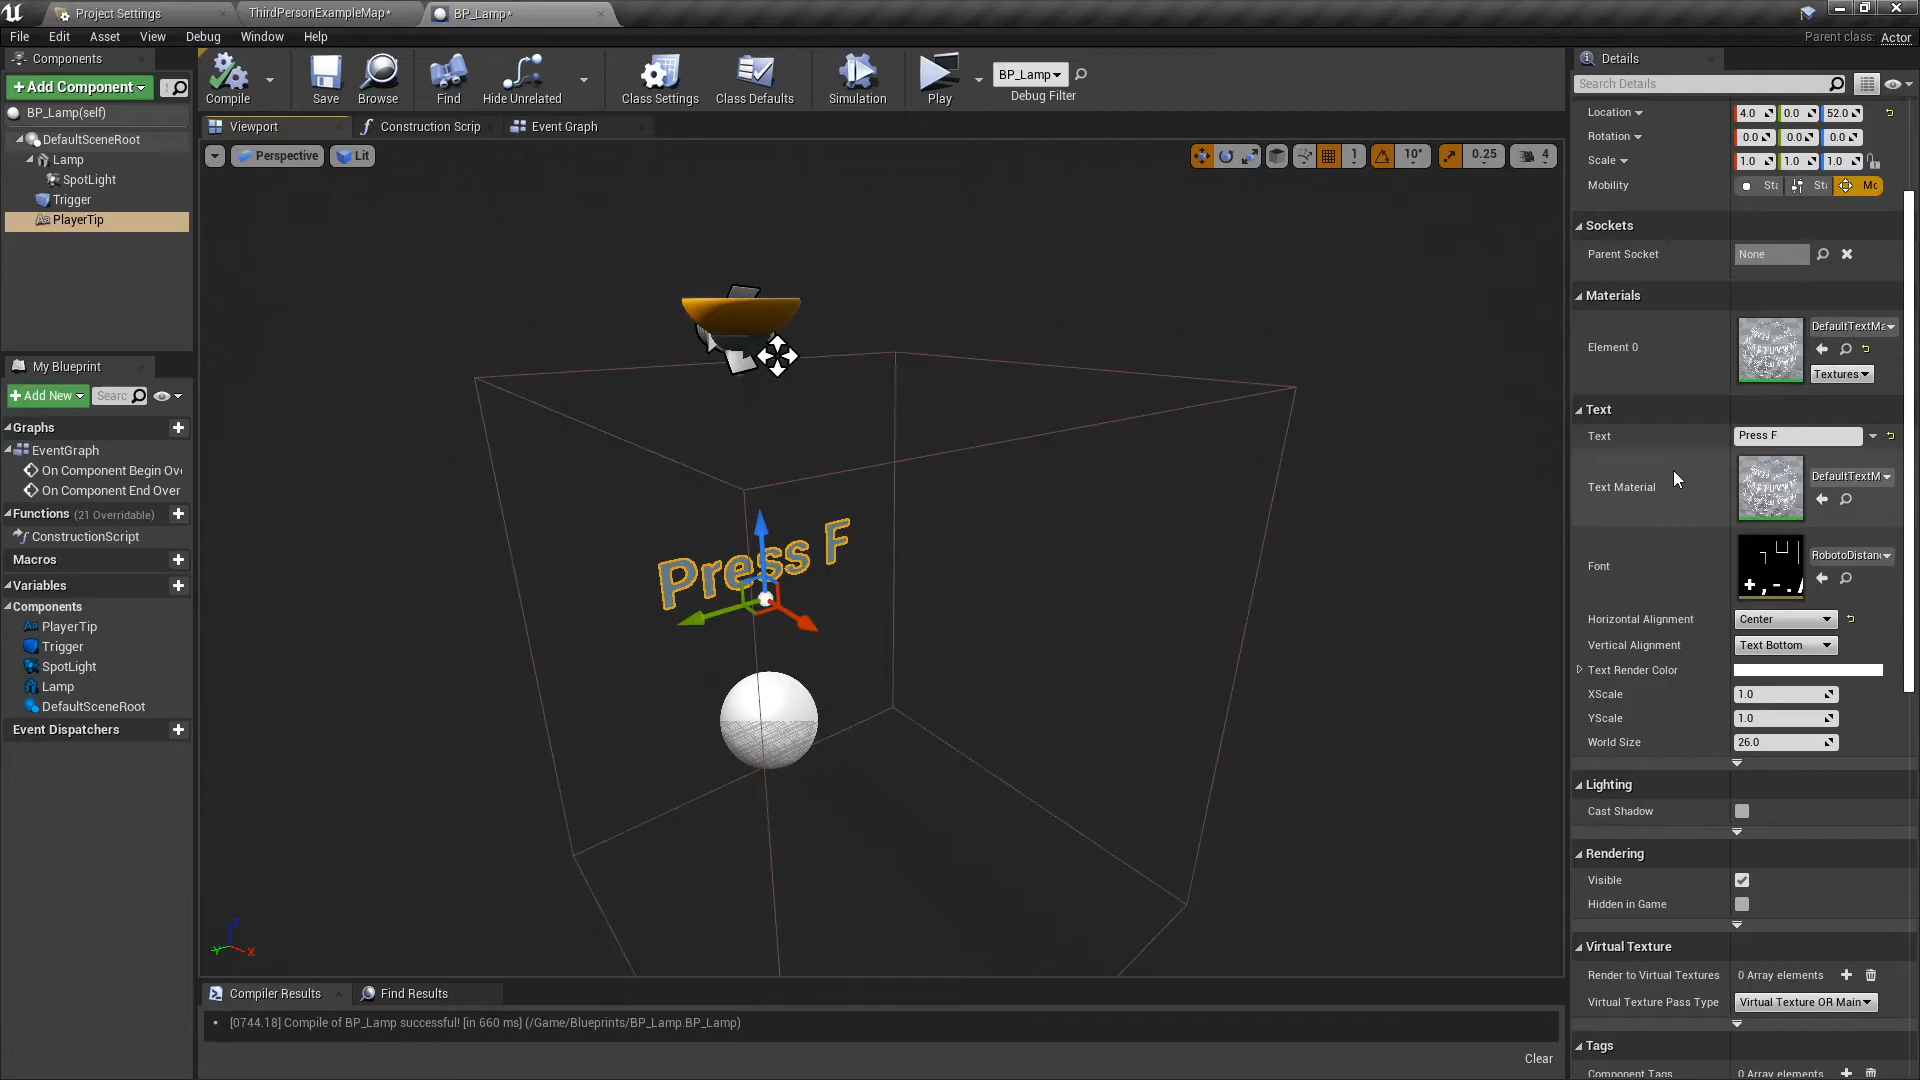 Project Settings
ThirdPersonExampleMap*
BP_Lamp*
File
Edit
Asset
View
Debug
Window
Help
Parent class: Actor
Components
+Add Component
BP_Lamp(self)
DefaultSceneRoot
Lamp
SpotLight
Trigger
PlayerTip
Compile
Save
Browse
Find
Hide Unrelated
Class Settings
Class Defaults
Simulation
Play
BP_Lamp
Debug Filter
Viewport
Construction Scrip
Event Graph
Perspective
Lit
1
10°
0.25
4
Press F
My Blueprint
+Add New
Searc
Graphs
EventGraph
On Component Begin Ov
On Component End Over
Functions (21 Overridable)
ConstructionScript
Macros
Variables
Components
PlayerTip
Trigger
SpotLight
Lamp
DefaultSceneRoot
Event Dispatchers
Compiler Results
Find Results
[0744.18] Compile of BP_Lamp successful! [in 660 ms] (/Game/Blueprints/BP_Lamp.BP_Lamp)
Clear
Details
Search Details
Location 4.0 0.0 52.0
Rotation 0.0 0.0 0.0
Scale 1.0 1.0 1.0
Mobility Sta Sta Mc
Sockets
Parent Socket None
Materials
Element 0
DefaultTextMa
Textures
Text
Text Press F
Text Material
DefaultTextM
Font
RobotoDistan
Horizontal Alignment Center
Vertical Alignment Text Bottom
Text Render Color
XScale 1.0
YScale 1.0
World Size 26.0
Lighting
Cast Shadow
Rendering
Visible
Hidden in Game
Virtual Texture
Render to Virtual Textures 0 Array elements
Virtual Texture Pass Type Virtual Texture OR Main
Tags
Component Tags 0 Array elements